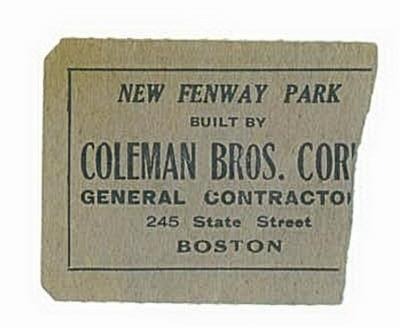 NEW FENWAY PARK
BUILT BY
COLEMAN BROS. COR
GENERAL CONTRACTO
245 State Street
BOSTON